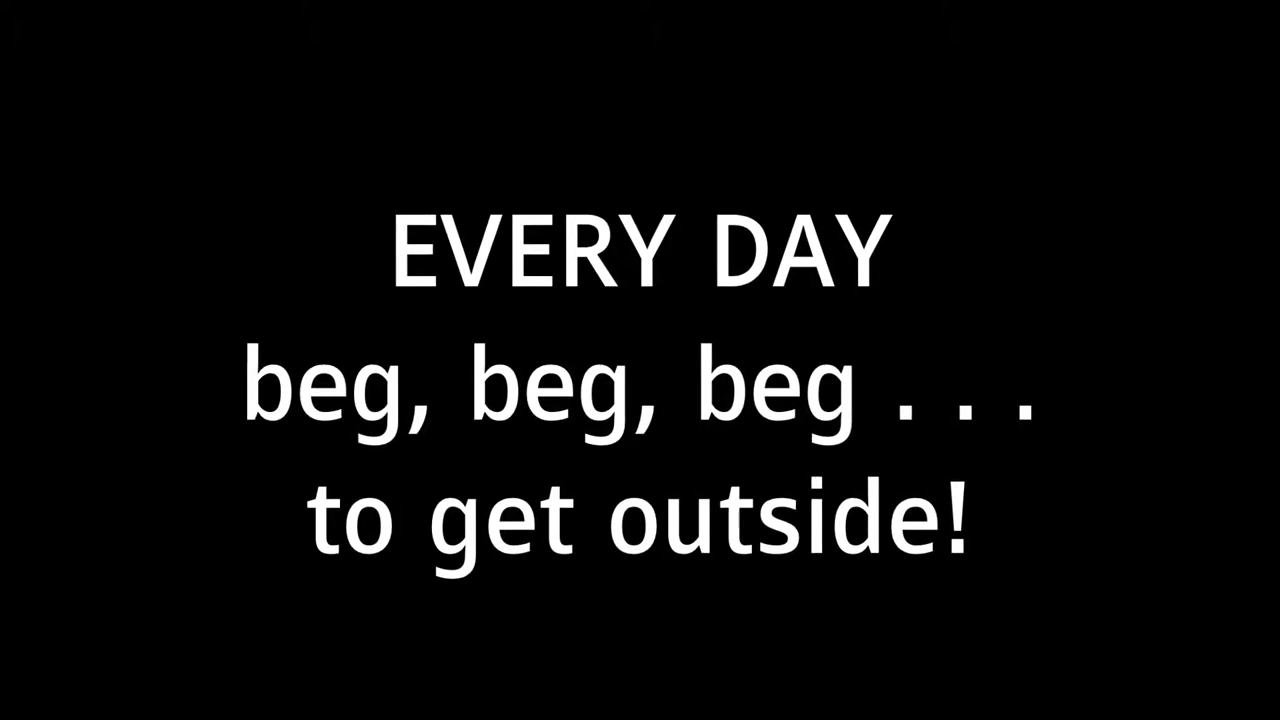 EVERY DAY
beg, beg, beg . . .
to get outside!